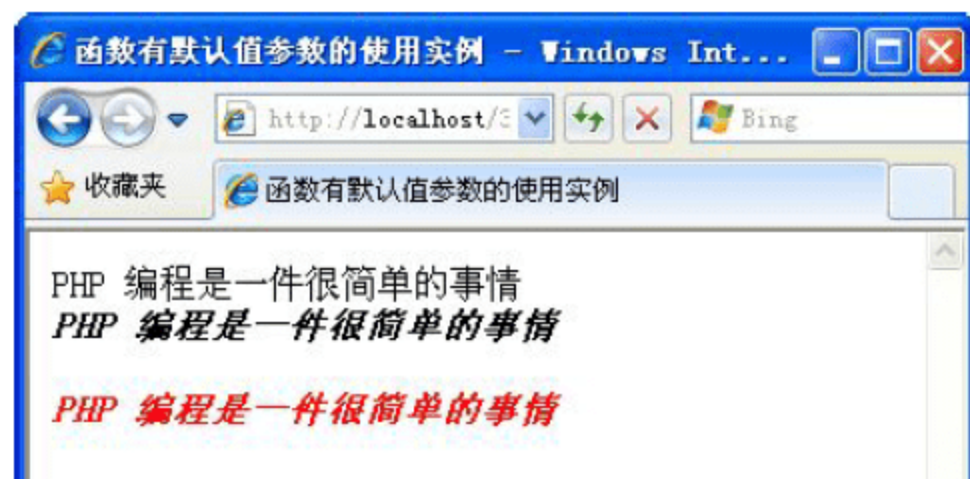 函数有默认值参数的使用实例 - Windows Int...
http://localhost/3
Bing
收藏夹
函数有默认值参数的使用实例
PHP 编程是一件很简单的事情
PHP 编程是一件很简单的事情
PHP 编程是一件很简单的事情